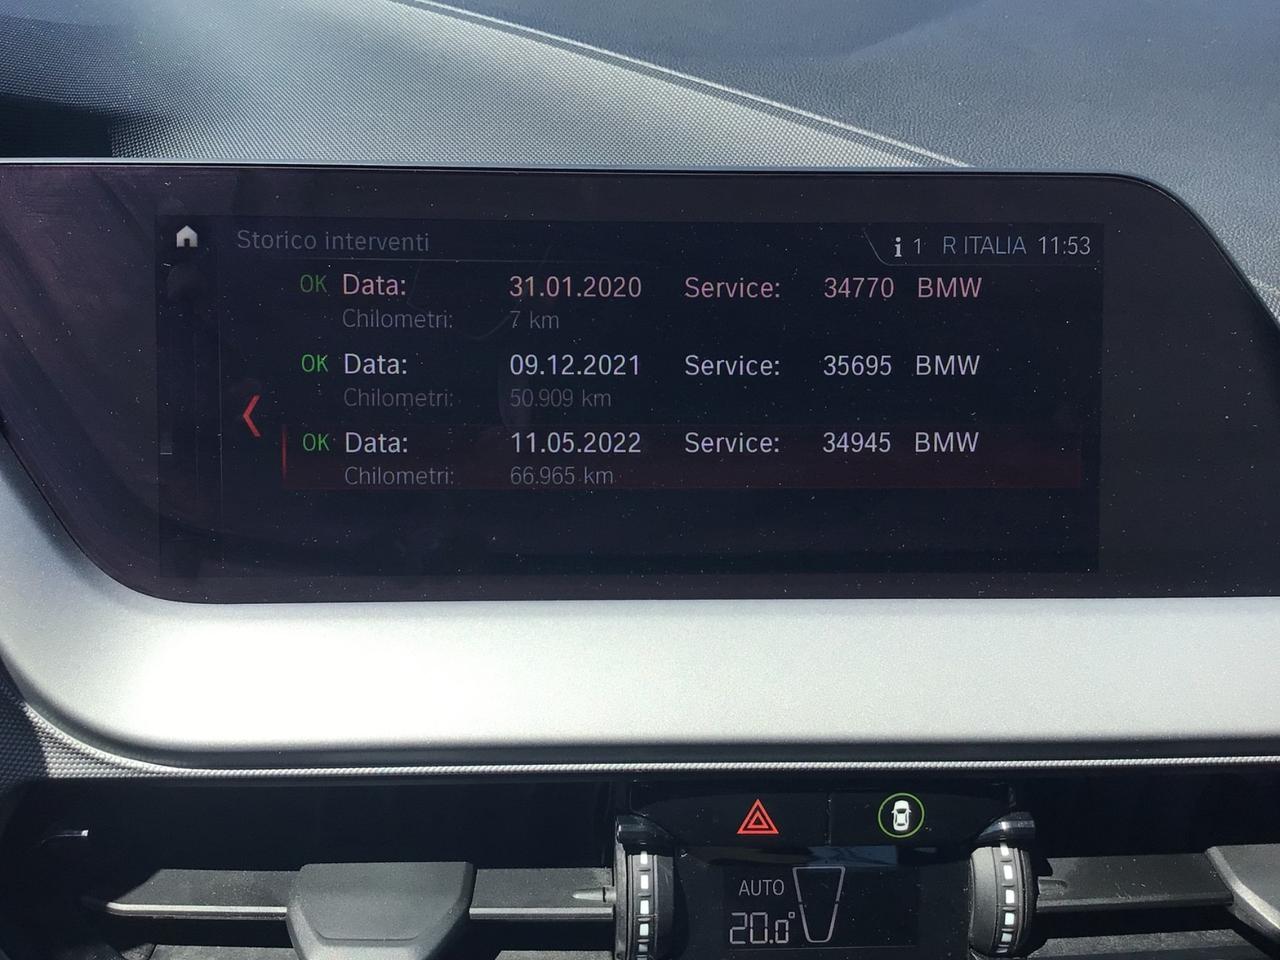 Storico interventi
1 R ITALIA 11:53
OK Data: 31.01.2020 Service: 34770 BMW
Chilometri: 7 km
OK Data: 09.12.2021 Service: 35695 BMW
Chilometri: 50.909 km
OK Data: 11.05.2022 Service: 34945 BMW
Chilometri: 66.965 km
AUTO
20.0°